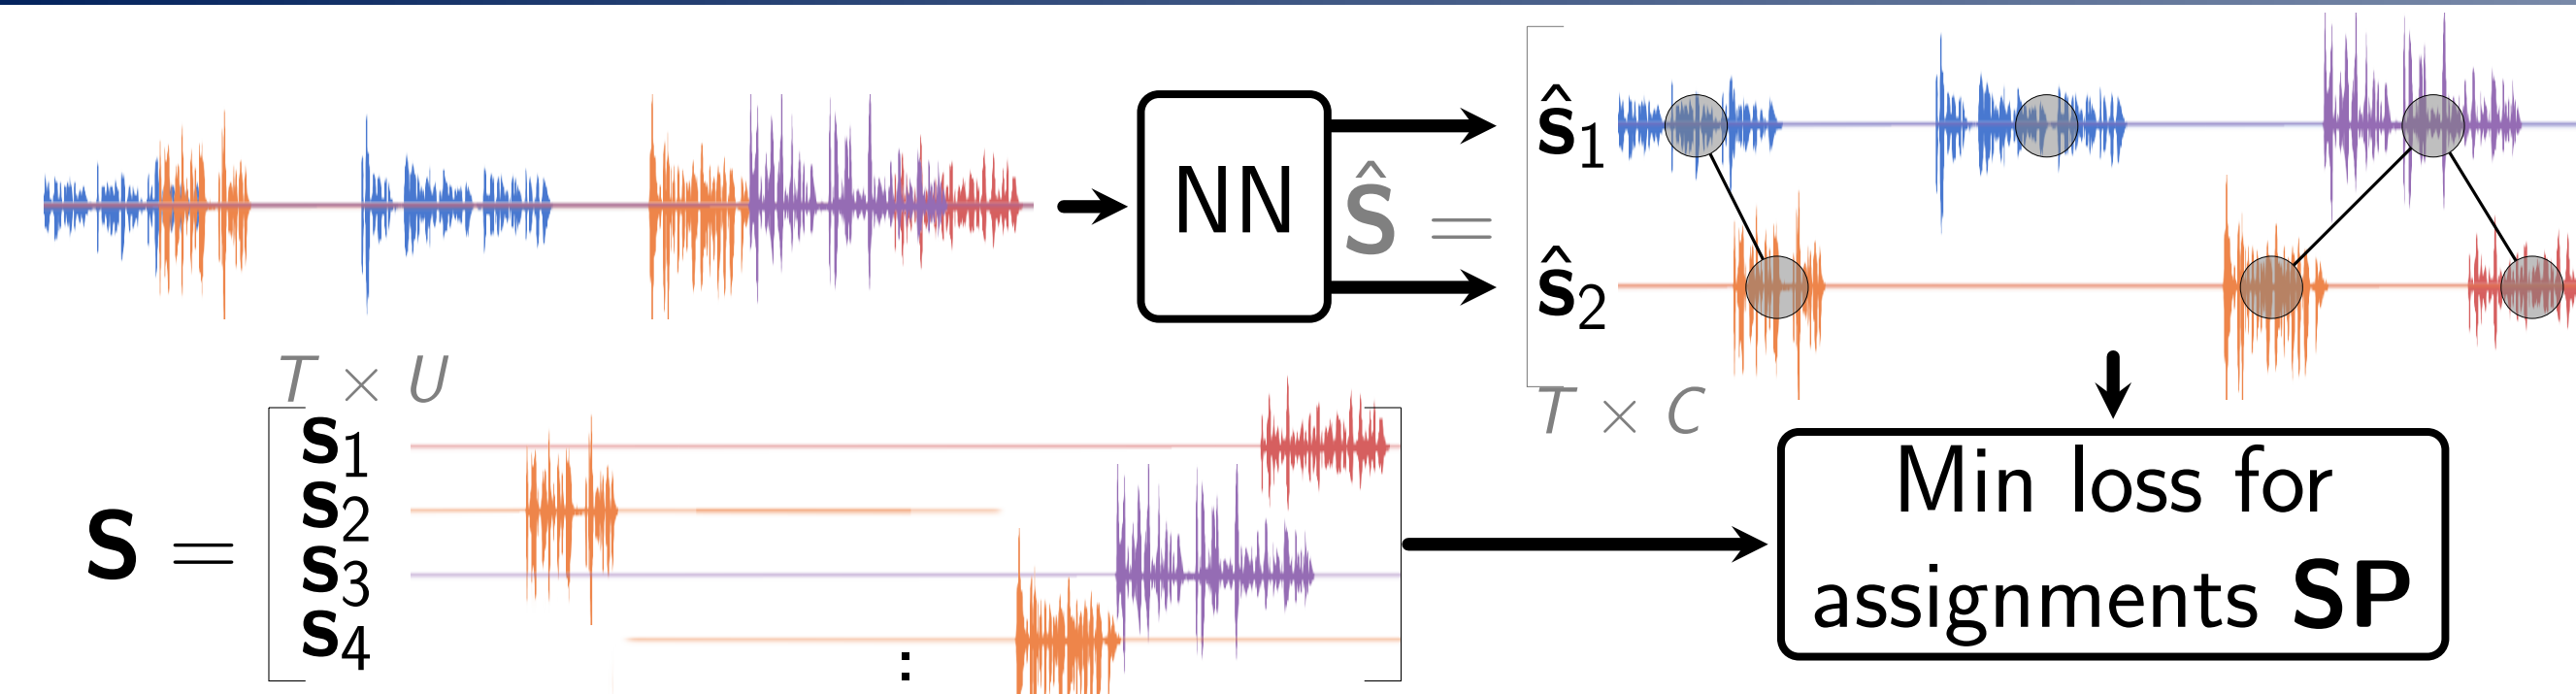 NN
Ŝ =
ŝ₁
ŝ₂
T × C
T × U
S =
s₁
s₂
s₃
s₄
:
Min loss for
assignments SP